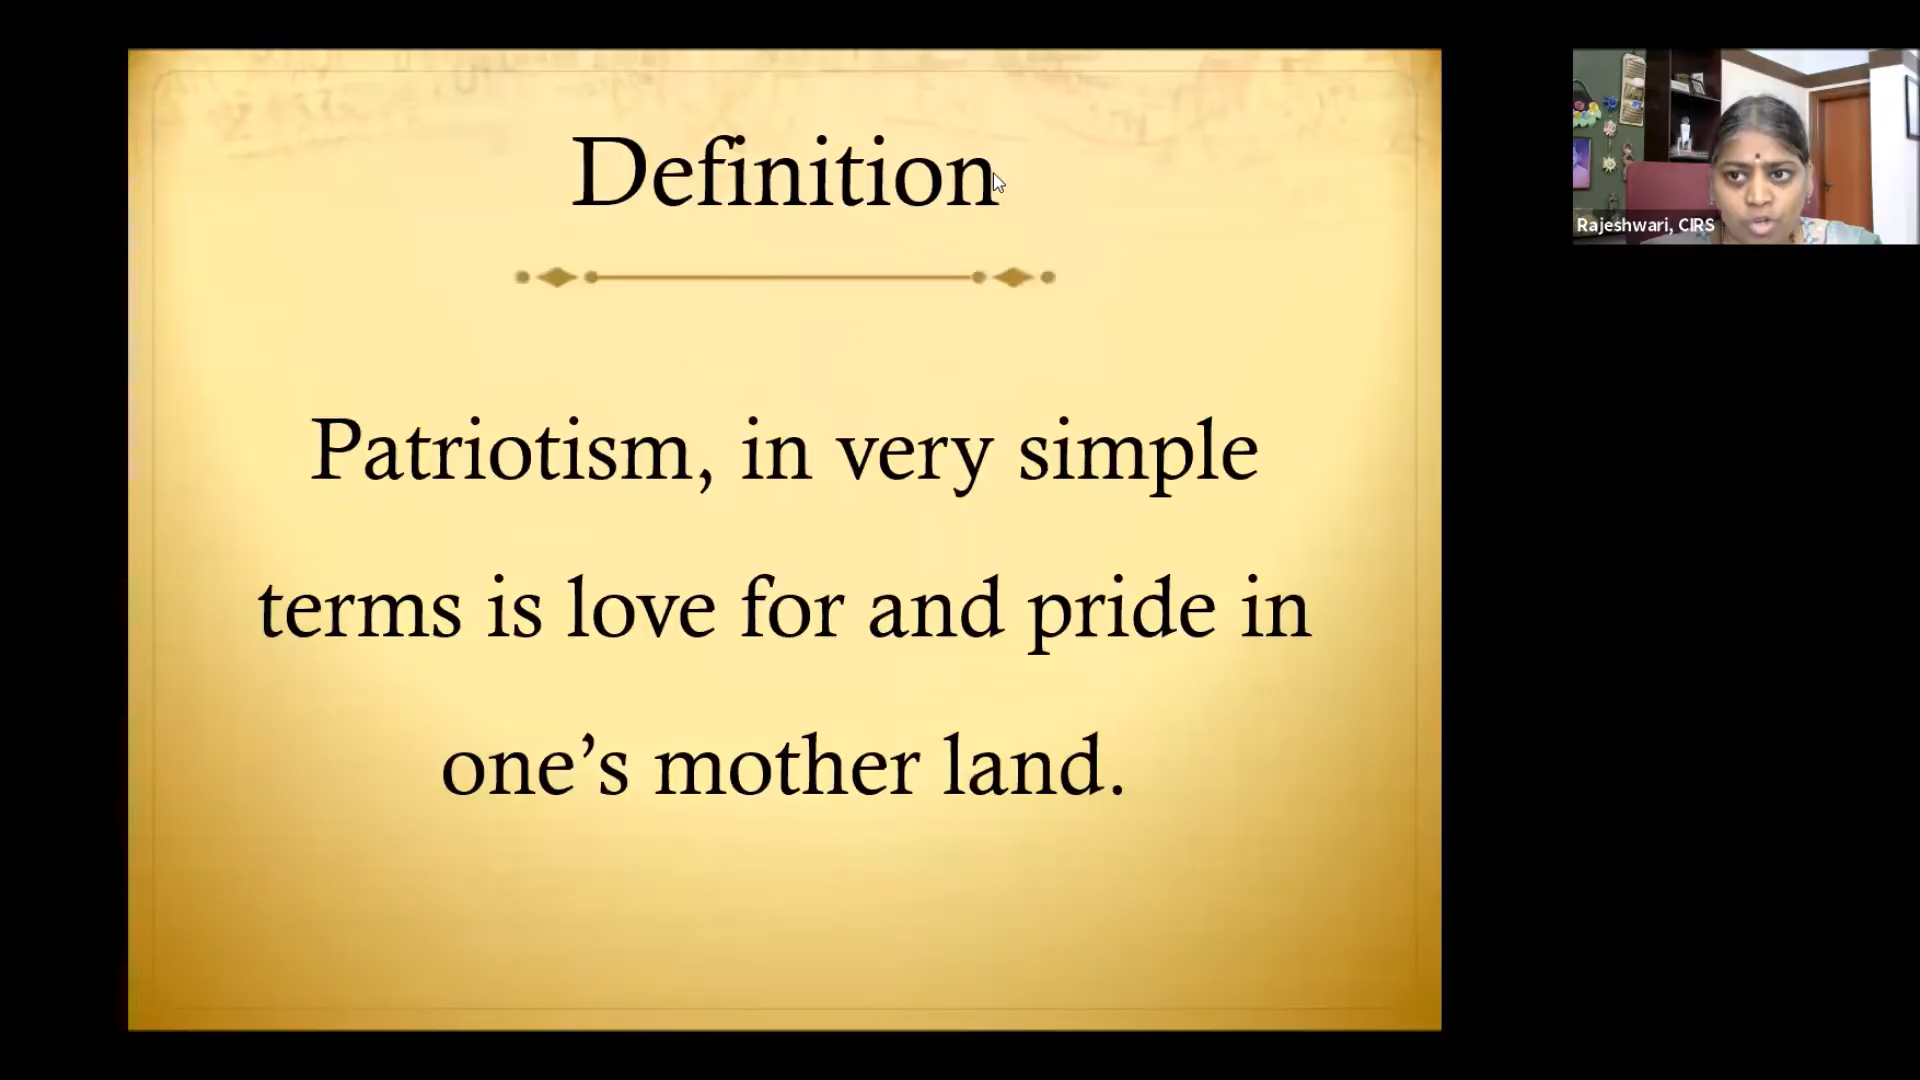 Definition
Patriotism, in very simple
terms is love for and pride in
one’s mother land.
Rajeshwari, CIRS